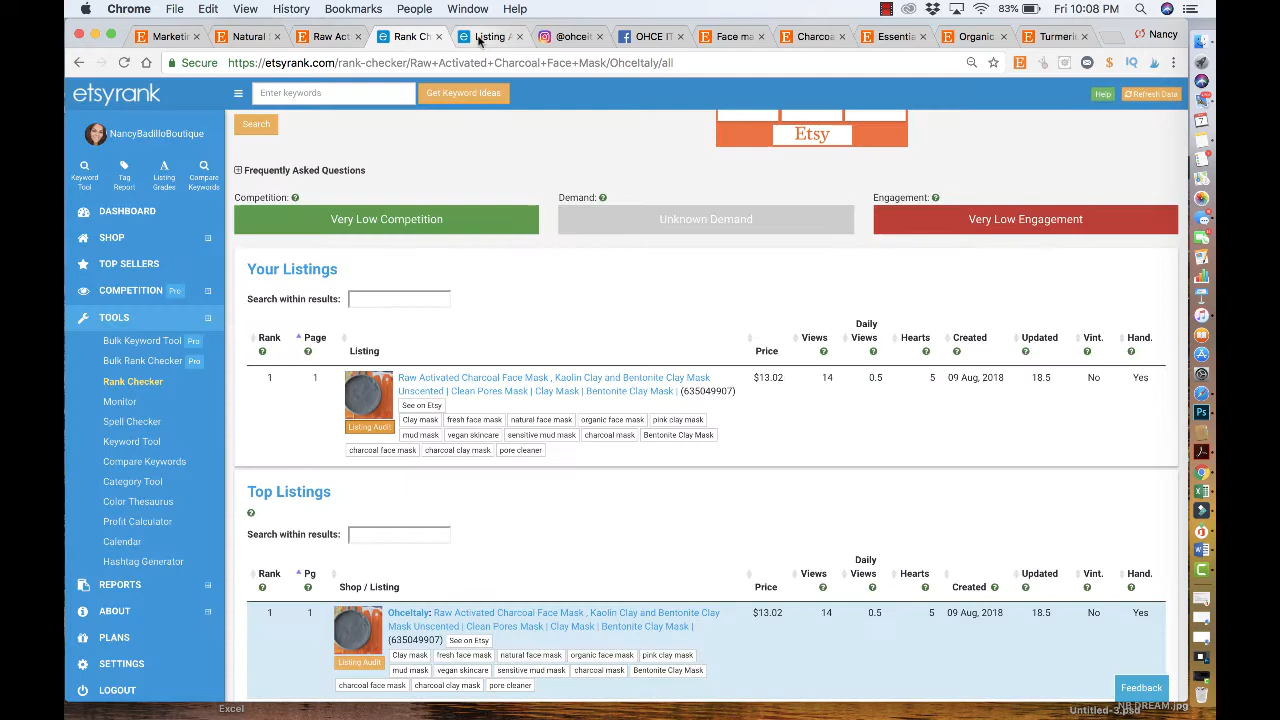 Chrome File Edit View History Bookmarks People Window Help 83% Fri 10:08 PM
Marketin Natural Raw Act Rank Ch Listing @ohceit OHCE IT Face ma Charcoa Essentia Organic Turmeric Nancy
Secure https://etsyrank.com/rank-checker/Raw+Activated+Charcoal+Face+Mask/OhceItaly/all
etsyrank Enter keywords Get Keyword Ideas Help Refresh Data
NancyBadilloBoutique
Keyword Tool
Tag Report
Listing Grades
Compare Keywords
DASHBOARD
SHOP
TOP SELLERS
COMPETITION Pro
TOOLS
Bulk Keyword Tool Pro
Bulk Rank Checker Pro
Rank Checker
Monitor
Spell Checker
Keyword Tool
Compare Keywords
Category Tool
Color Thesaurus
Profit Calculator
Calendar
Hashtag Generator
REPORTS
ABOUT
PLANS
SETTINGS
LOGOUT
Search
Etsy
Frequently Asked Questions
Competition: Demand: Engagement:
Very Low Competition Unknown Demand Very Low Engagement
Your Listings
Search within results:
Rank Page Listing Price Views Daily Views Hearts Created Updated Vint. Hand.
1 1 Raw Activated Charcoal Face Mask , Kaolin Clay and Bentonite Clay Mask $13.02 14 0.5 5 09 Aug, 2018 18.5 No Yes
Unscented | Clean Pores Mask | Clay Mask | Bentonite Clay Mask | (635049907)
See on Etsy
Clay mask fresh face mask natural face mask organic face mask pink clay mask
Listing Audit mud mask vegan skincare sensitive mud mask charcoal mask Bentonite Clay Mask
charcoal face mask charcoal clay mask pore cleaner
Top Listings
Search within results:
Rank Pg Shop / Listing Price Views Daily Views Hearts Created Updated Vint. Hand.
1 1 OhceItaly: Raw Activated Charcoal Face Mask , Kaolin Clay and Bentonite Clay $13.02 14 0.5 5 09 Aug, 2018 18.5 No Yes
Mask Unscented | Clean Pores Mask | Clay Mask | Bentonite Clay Mask |
(635049907) See on Etsy
Clay mask fresh face mask natural face mask organic face mask pink clay mask
Listing Audit mud mask vegan skincare sensitive mud mask charcoal mask Bentonite Clay Mask
charcoal face mask charcoal clay mask pore cleaner
Feedback
Excel
Untitled-3.psd